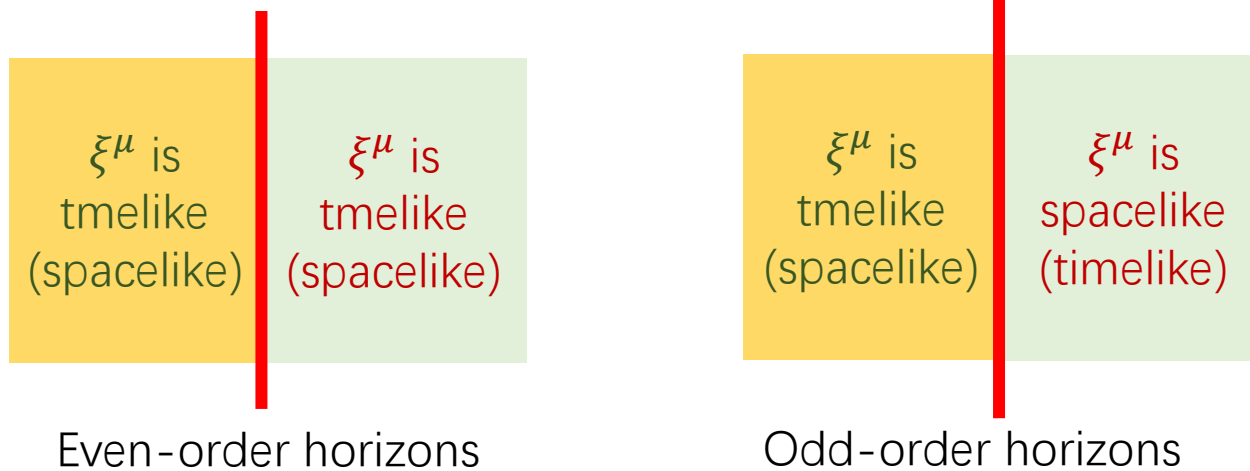 ξ^μ is
tmelike
(spacelike)
ξ^μ is
tmelike
(spacelike)
Even-order horizons
ξ^μ is
tmelike
(spacelike)
ξ^μ is
spacelike
(timelike)
Odd-order horizons